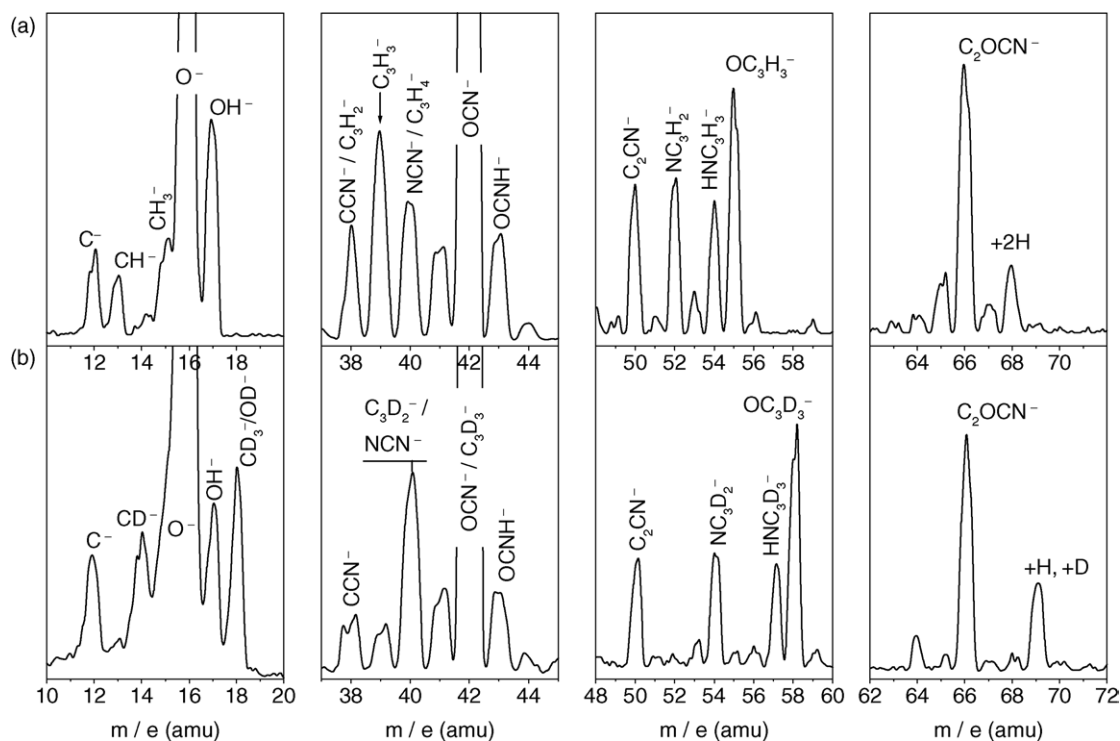 (a)
C⁻
CH⁻
CH₃⁻
O⁻
OH⁻
CCN⁻ / C₃H₂⁻
C₃H₃⁻
NCN⁻ / C₃H₄⁻
OCN⁻
OCNH⁻
C₂CN⁻
NC₃H₂⁻
HNC₃H₃⁻
OC₃H₃⁻
C₂OCN⁻
+2H
12 14 16 18
38 40 42 44
50 52 54 56 58
64 66 68 70
(b)
C⁻
CD⁻
O⁻
OH⁻
CD₃⁻/OD⁻
CCN⁻
C₃D₂⁻ /
NCN⁻
OCN⁻ / C₃D₃⁻
OCNH⁻
C₂CN⁻
NC₃D₂⁻
HNC₃D₃⁻
OC₃D₃⁻
C₂OCN⁻
+H, +D
10 12 14 16 18 20
38 40 42 44
48 50 52 54 56 58 60
62 64 66 68 70 72
m / e (amu)
m / e (amu)
m / e (amu)
m / e (amu)